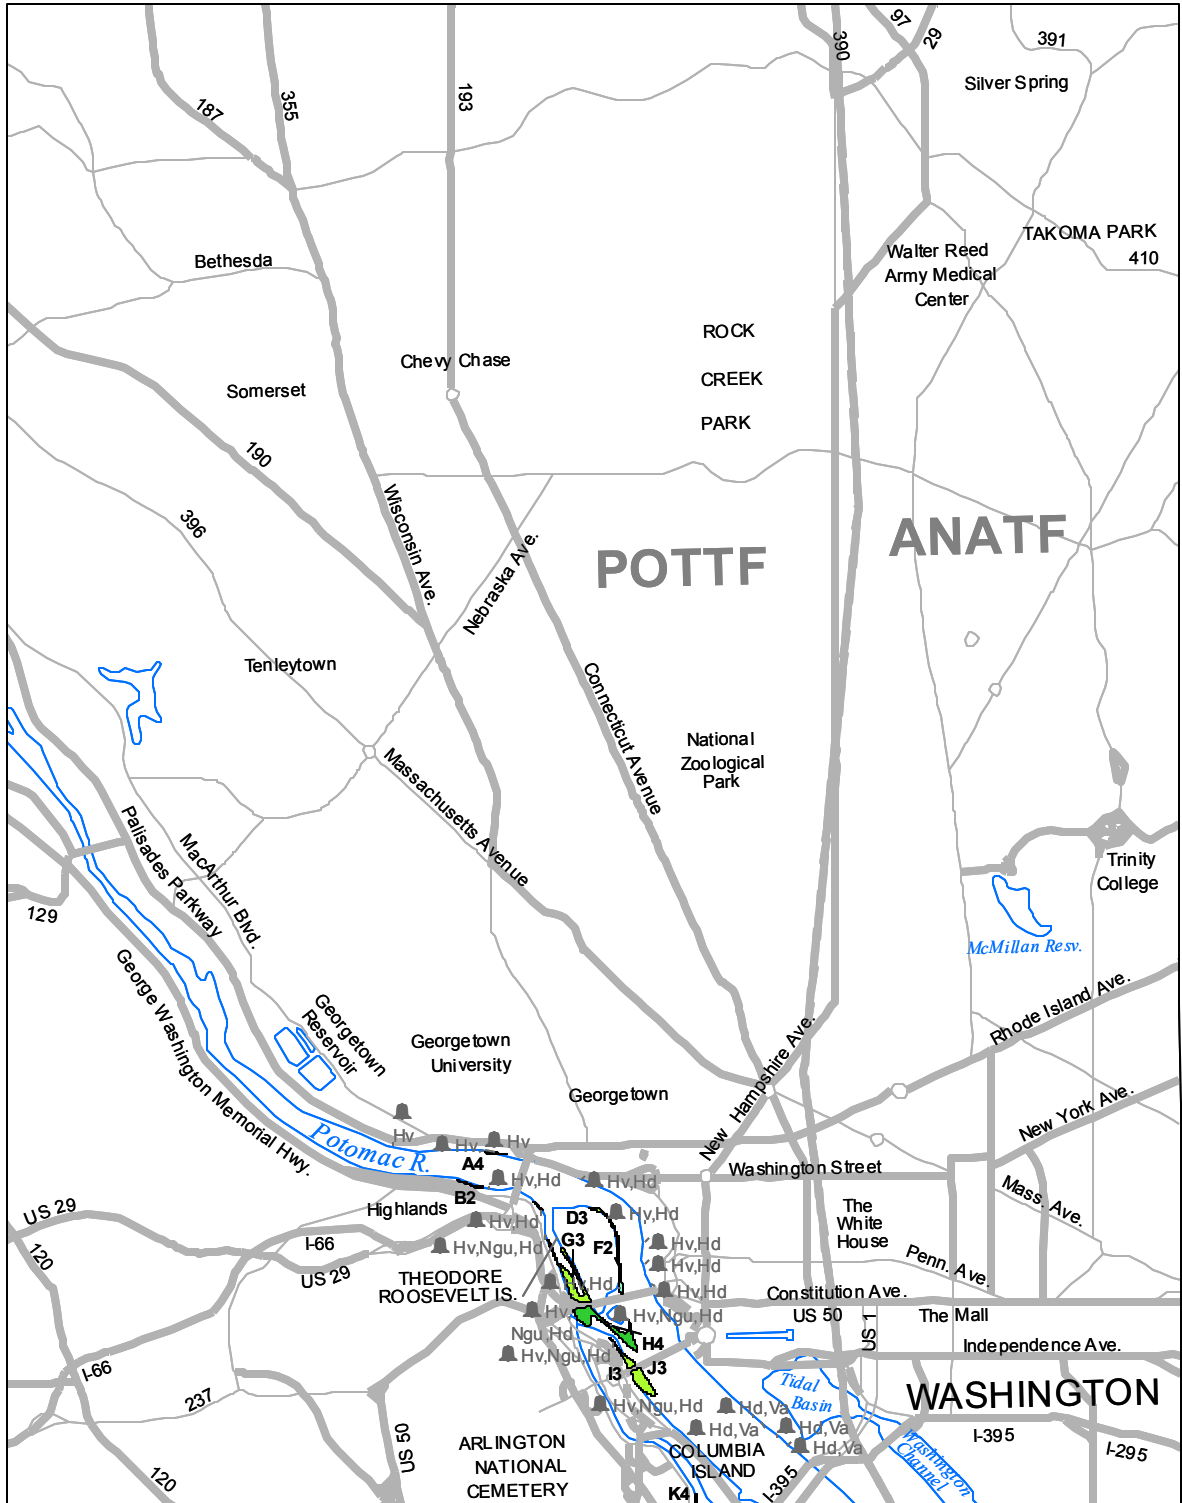 97
29
390
391
Silver Spring
187
355
193
TAKOMA PARK
410
Walter Reed
Army Medical
Center
Bethesda
ROCK
CREEK
PARK
Chevy Chase
Somerset
190
396
Wisconsin Ave.
Nebraska Ave.
POTTF
ANATF
Tenleytown
Connecticut Avenue
National
Zoological
Park
Massachusetts Avenue
Palisades Parkway
MacArthur Blvd.
129
Trinity
College
McMillan Resv.
George Washington Memorial Hwy.
Georgetown
Reservoir
Georgetown
University
Georgetown
New Hampshire Ave.
Rhode Island Ave.
New York Ave.
Mass. Ave.
Hv
Hv
Hv
Potomac R.
A4
B2
Hv,Hd
Hv,Hd
Washington Street
Highlands
US 29
I-66
US 29
120
Hv,Hd
Hv,Ngu,Hd
D3
G3
F2
Hv,Hd
Hv,Hd
Hv,Hd
Hv,Hd
The
White
House
Penn. Ave.
THEODORE
ROOSEVELT IS.
Hv,Hd
Hv,
Ngu,Hd
Hv,Ngu,Hd
Hv,Ngu,Hd
Constitution Ave.
US 50
US 1
The Mall
Independence Ave.
H4
I3
J3
I-66
237
US 50
120
Hv,Ngu,Hd
Hd,Va
Hd,Va
Hd,Va
Tidal
Basin
WASHINGTON
Washington
Channel
I-395
I-295
I-395
ARLINGTON
NATIONAL
CEMETERY
COLUMBIA
ISLAND
K4